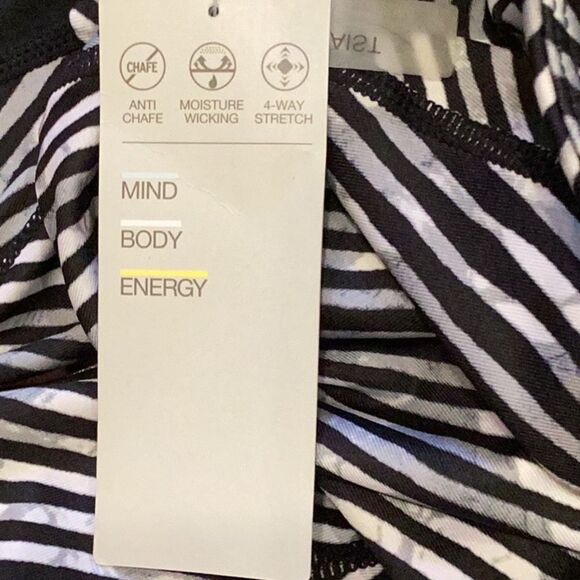 CHAFE
ANTI CHAFE
MOISTURE WICKING
4-WAY STRETCH
MIND
BODY
ENERGY